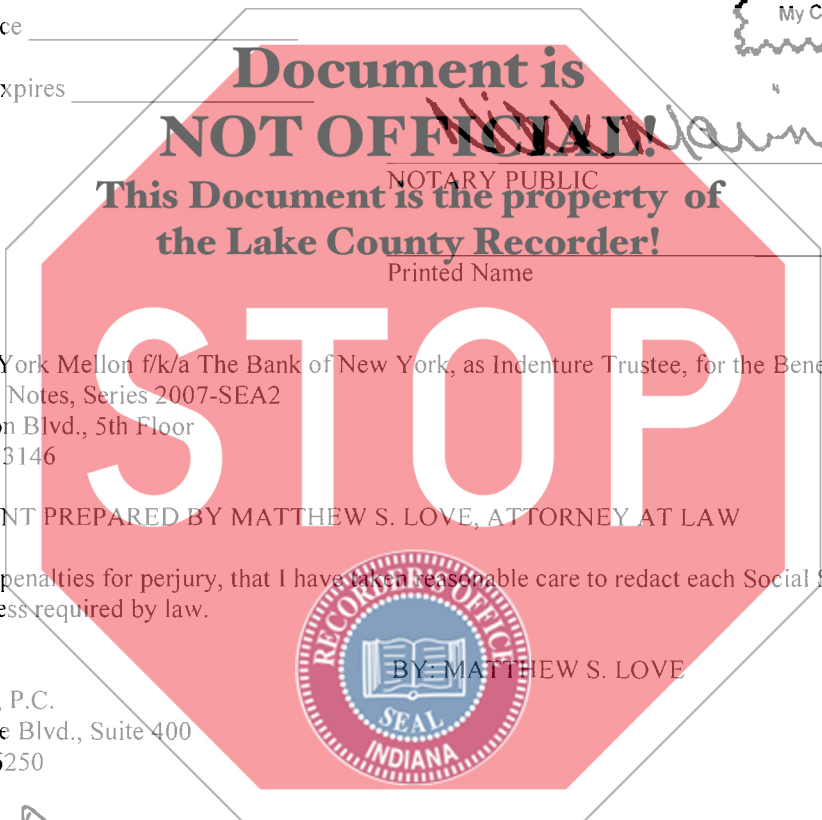 ce
My C
xpires
Document is
NOT OFFICIAL!
NOTARY PUBLIC
This Document is the property of
the Lake County Recorder!
Printed Name
STOP
York Mellon f/k/a The Bank of New York, as Indenture Trustee, for the Bene
Notes, Series 2007-SEA2
n Blvd., 5th Floor
3146
NT PREPARED BY MATTHEW S. LOVE, ATTORNEY AT LAW
penalties for perjury, that I have taken reasonable care to redact each Social S
ess required by law.
RECORDER'S OFFICE
BY: MATTHEW S. LOVE
SEAL
INDIANA
, P.C.
e Blvd., Suite 400
5250